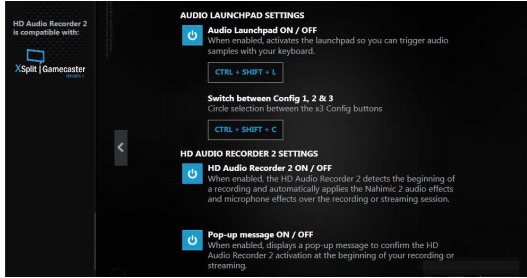 HD Audio Recorder 2
is compatible with:
XSplit | Gamecaster
AUDIO LAUNCHPAD SETTINGS
Audio Launchpad ON / OFF
When enabled, activates the launchpad so you can trigger audio
samples with your keyboard.
CTRL + SHIFT + L
Switch between Config 1, 2 & 3
Circle selection between the x3 Config buttons
CTRL + SHIFT + C
HD AUDIO RECORDER 2 SETTINGS
HD Audio Recorder 2 ON / OFF
When enabled, the HD Audio Recorder 2 detects the beginning of
a recording and automatically applies the Nahimic 2 audio effects
and microphone effects over the recording or streaming session.
Pop-up message ON / OFF
When enabled, displays a pop-up message to confirm the HD
Audio Recorder 2 activation at the beginning of your recording or
streaming.